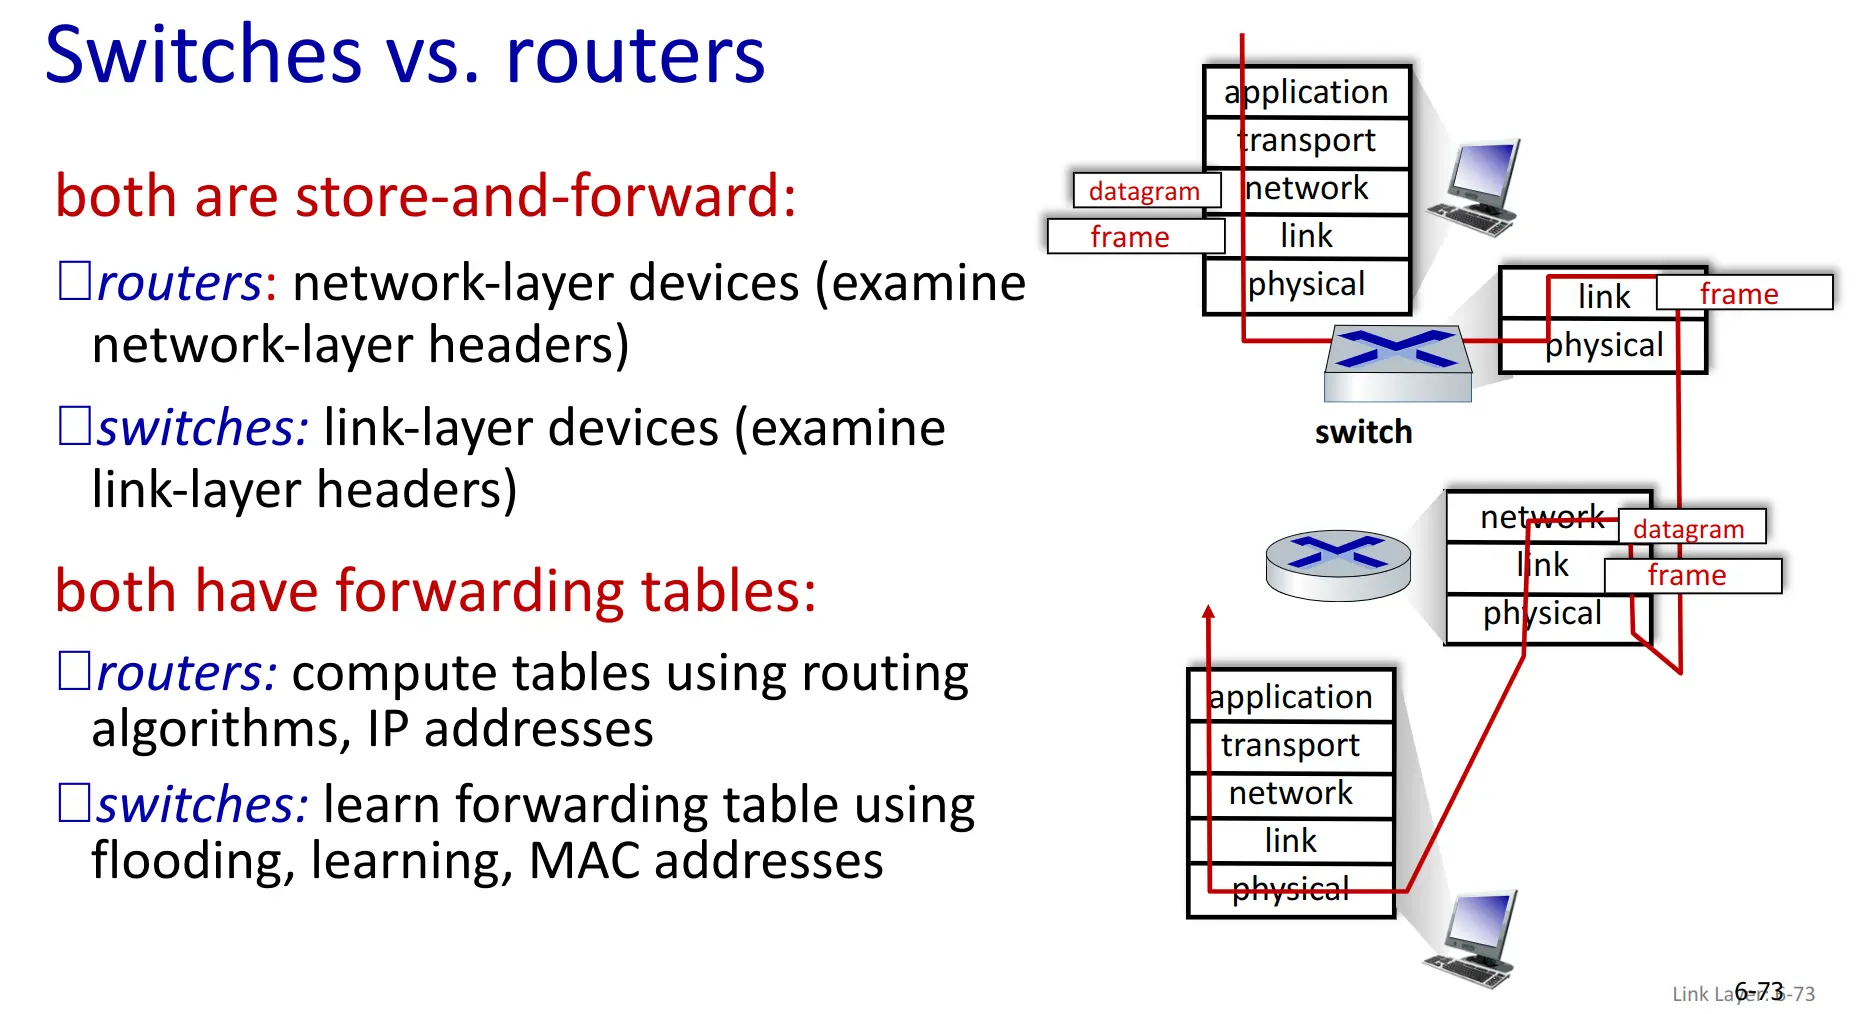 Switches vs. routers
both are store-and-forward:
routers: network-layer devices (examine
network-layer headers)
switches: link-layer devices (examine
link-layer headers)
both have forwarding tables:
routers: compute tables using routing
algorithms, IP addresses
switches: learn forwarding table using
flooding, learning, MAC addresses
application
transport
network
link
physical
datagram
frame
switch
link
physical
frame
network
link
physical
datagram
frame
application
transport
network
link
physical
Link Layer: 6-73
6-73